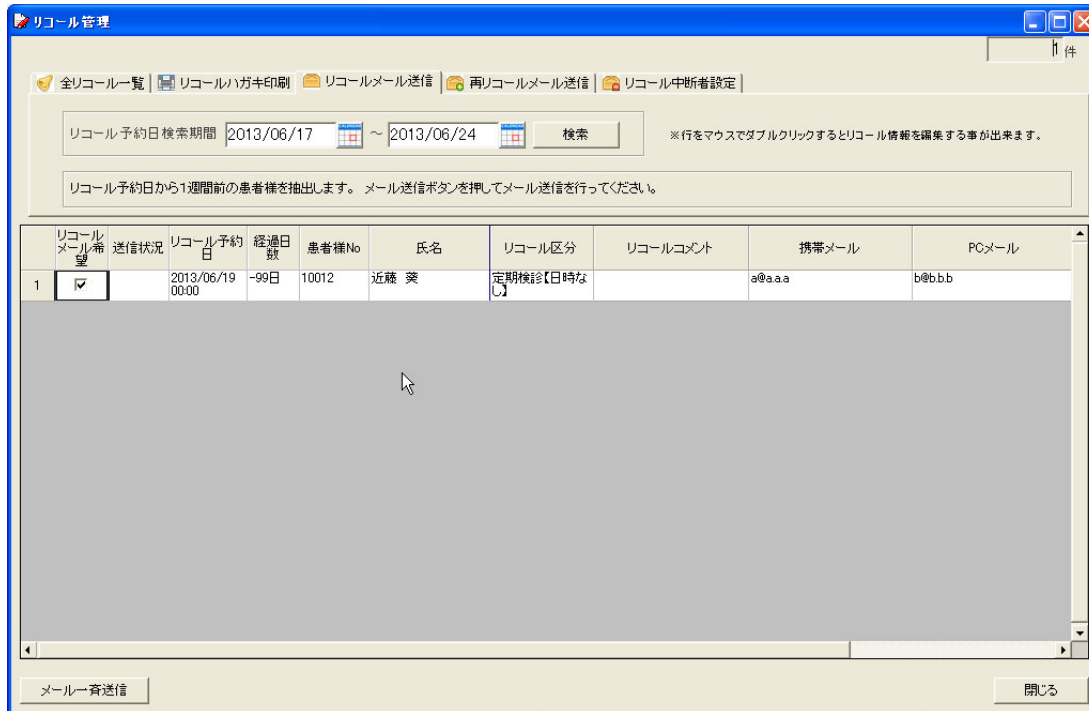 リコール管理
1 件
全リコール一覧 リコールハガキ印刷 リコールメール送信 再リコールメール送信 リコール中断者設定
リコール予約日検索期間 2013/06/17 ～ 2013/06/24 検索 ※行をマウスでダブルクリックするとリコール情報を編集する事が出来ます。
リコール予約日から1週間前の患者様を抽出します。 メール送信ボタンを押してメール送信を行ってください。
リコールメール希望 送信状況 リコール予約日 経過日数 患者様No 氏名 リコール区分 リコールコメント 携帯メール PCメール
1 2013/06/19 00:00 -99日 10012 近藤 葵 定期検診【日時なし】 a@a.a.a b@b.b.b
メール一斉送信 閉じる